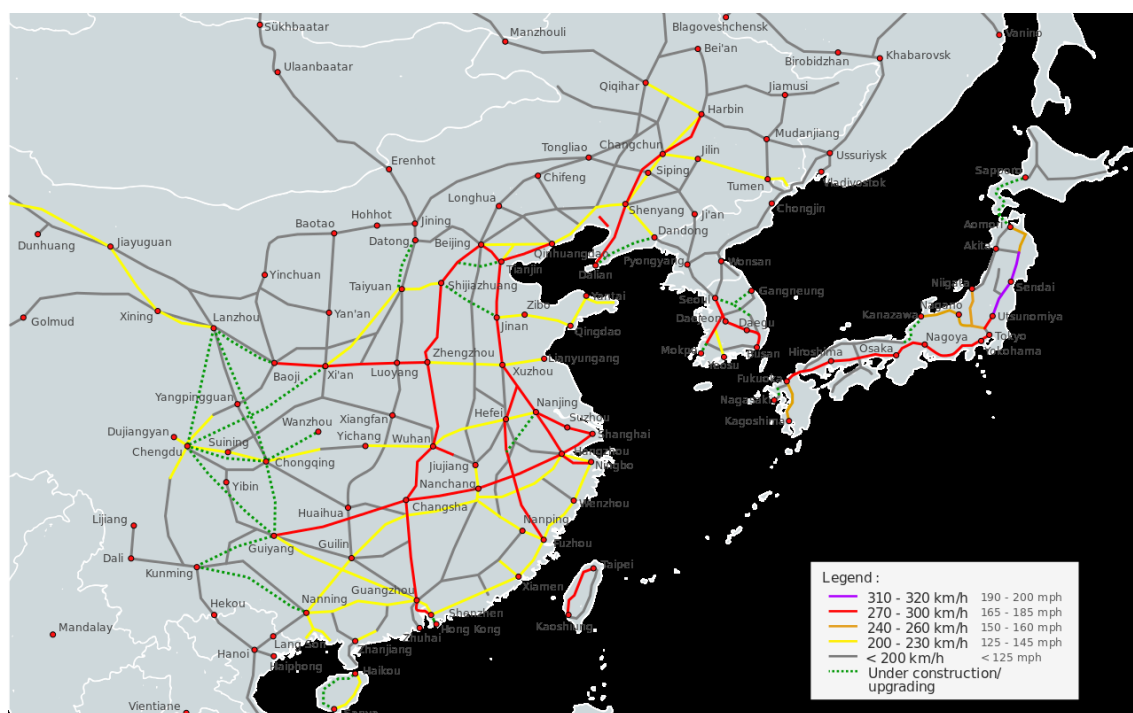 Sükhbaatar
Manzhouli
Blagoveshchensk
Vanino
Bei'an
Khabarovsk
Birobidzhan
Ulaanbaatar
Qiqihar
Jiamusi
Harbin
Mudanjiang
Erenhot
Tongliao
Changchun
Jilin
Ussuriysk
Chifeng
Siping
Tumen
Vladivostok
Sapporo
Longhua
Shenyang
Ji'an
Chongjin
Baotao
Hohhot
Jining
Dandong
Aomori
Dunhuang
Jiayuguan
Datong
Beijing
Qinhuangdao
Akita
Tianjin
Dalian
Pyongyang
Wonsan
Yinchuan
Taiyuan
Shijiazhuang
Niigata
Sendai
Gangneung
Yantai
Seoul
Nagano
Golmud
Xining
Lanzhou
Yan'an
Zibo
Jinan
Qingdao
Daejeon
Daegu
Kanazawa
Utsunomiya
Nagoya
Tokyo
Yokohama
Zhengzhou
Lianyungang
Mokpo
Yeosu
Busan
Hiroshima
Osaka
Baoji
Xi'an
Luoyang
Xuzhou
Fukuoka
Yangpingguan
Nagasaki
Nanjing
Hefei
Suzhou
Xiangfan
Wanzhou
Kagoshima
Dujiangyan
Suining
Yichang
Wuhan
Shanghai
Chengdu
Hangzhou
Chongqing
Jiujiang
Ningbo
Yibin
Nanchang
Huaihua
Changsha
Wenzhou
Lijiang
Nanping
Guiyang
Guilin
Fuzhou
Dali
Kunming
Taipei
Guangzhou
Xiamen
Nanning
Hekou
Shenzhen
Kaohsiung
Mandalay
Hong Kong
Zhuhai
Lang Son
Zhanjiang
Hanoi
Haiphong
Haikou
Vientiane
Legend :
310 - 320 km/h 190 - 200 mph
270 - 300 km/h 165 - 185 mph
240 - 260 km/h 150 - 160 mph
200 - 230 km/h 125 - 145 mph
< 200 km/h < 125 mph
Under construction/
upgrading